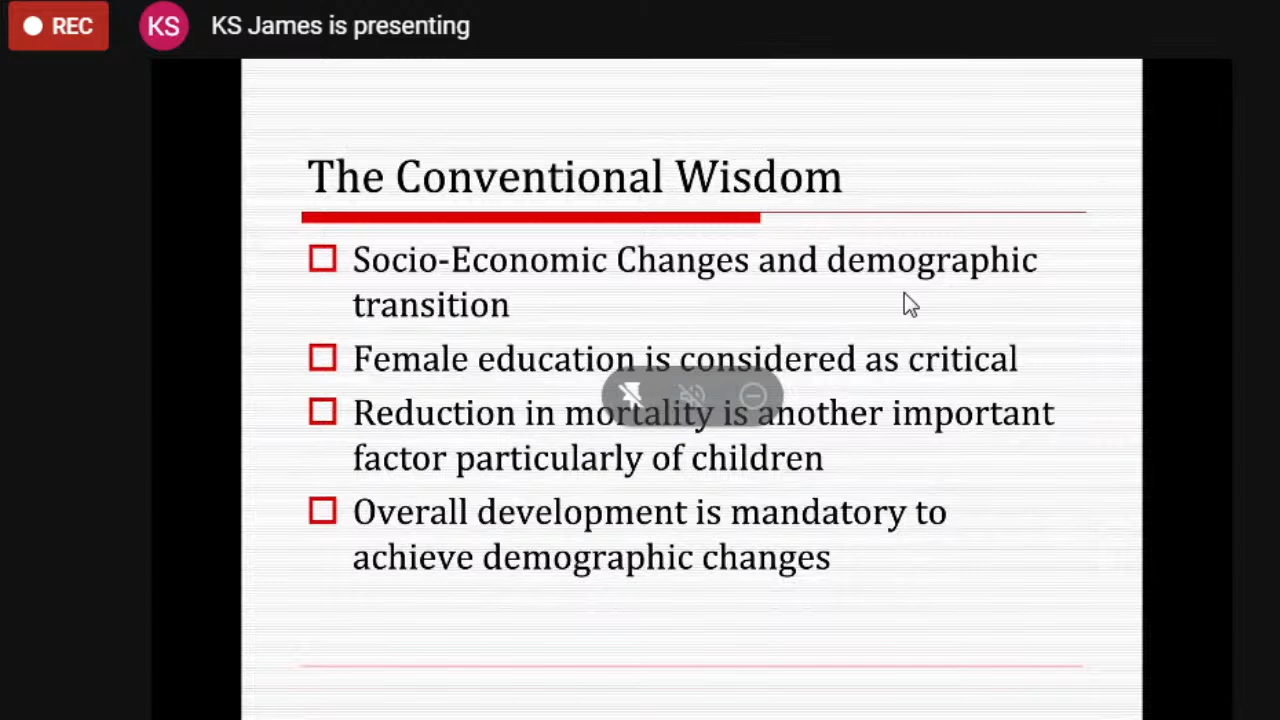 REC
KS
KS James is presenting
The Conventional Wisdom
Socio-Economic Changes and demographic
transition
Female education is considered as critical
Reduction in mortality is another important
factor particularly of children
Overall development is mandatory to
achieve demographic changes